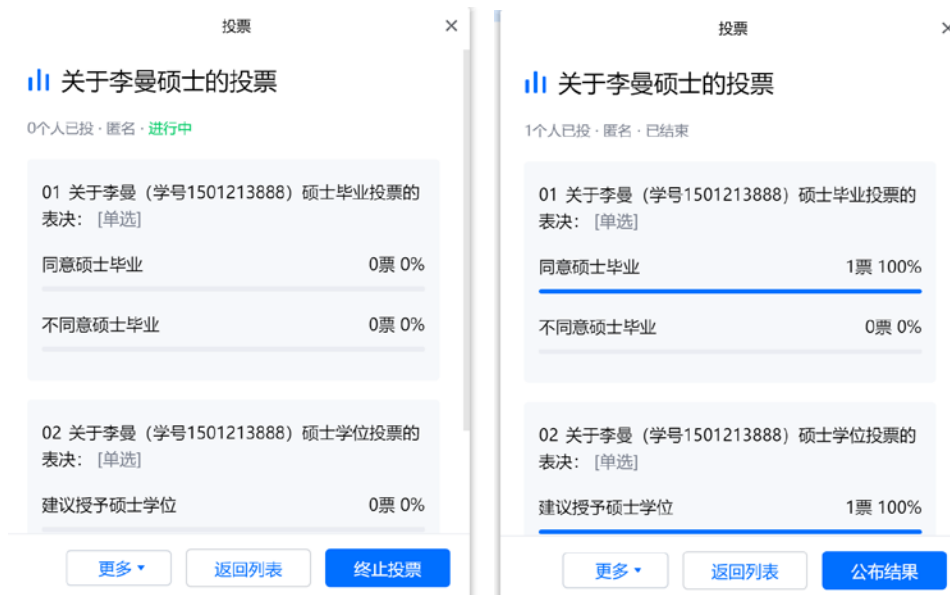 投票
关于李曼硕士的投票
0个人已投 · 匿名 · 进行中
01 关于李曼（学号1501213888）硕士毕业投票的
表决： [单选]
同意硕士毕业 0票 0%
不同意硕士毕业 0票 0%
02 关于李曼（学号1501213888）硕士学位投票的
表决： [单选]
建议授予硕士学位 0票 0%
更多 返回列表 终止投票
投票
关于李曼硕士的投票
1个人已投 · 匿名 · 已结束
01 关于李曼（学号1501213888）硕士毕业投票的
表决： [单选]
同意硕士毕业 1票 100%
不同意硕士毕业 0票 0%
02 关于李曼（学号1501213888）硕士学位投票的
表决： [单选]
建议授予硕士学位 1票 100%
更多 返回列表 公布结果